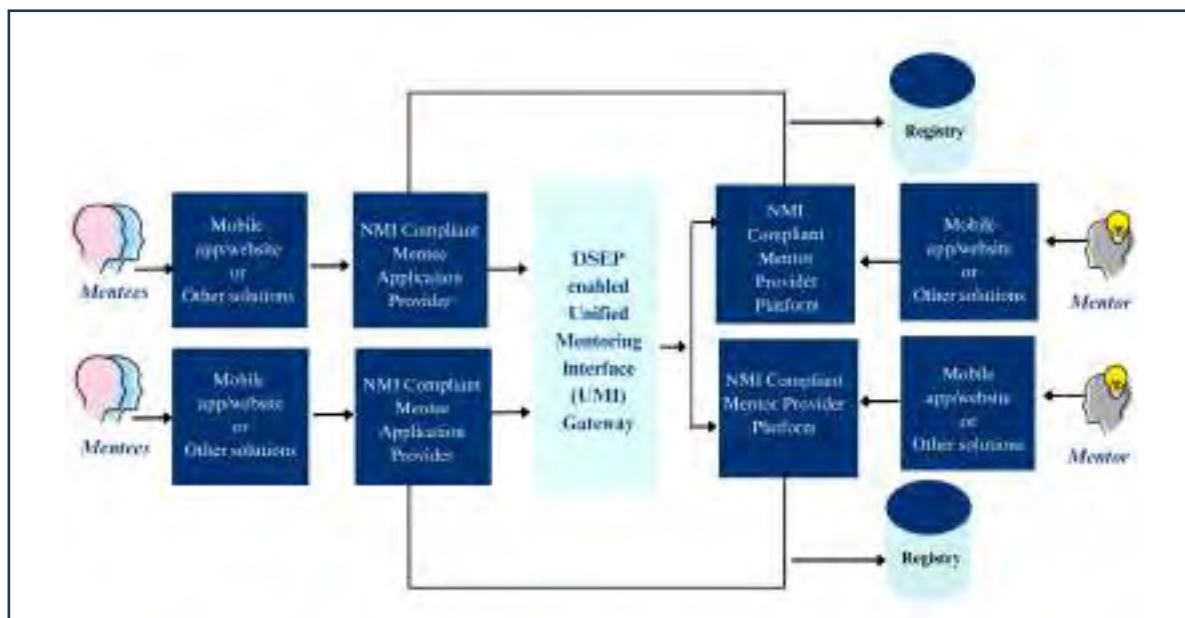 Registry
Mentees
Mobile
app/website
or
Other solutions
NMI Compliant
Application
Provider
DSEP
enabled
Unified
Mentoring
Interface
(UMI)
Gateway
NMI
Compliant
Mentor
Provider
Platform
Mobile
app/website
or
Other solutions
Mentor
Mentees
Mobile
app/website
or
Other solutions
NMI Compliant
Mentor
Application
Provider
NMI Compliant
Mentor Provider
Platform
Mobile
app/website
or
Other solutions
Mentor
Registry